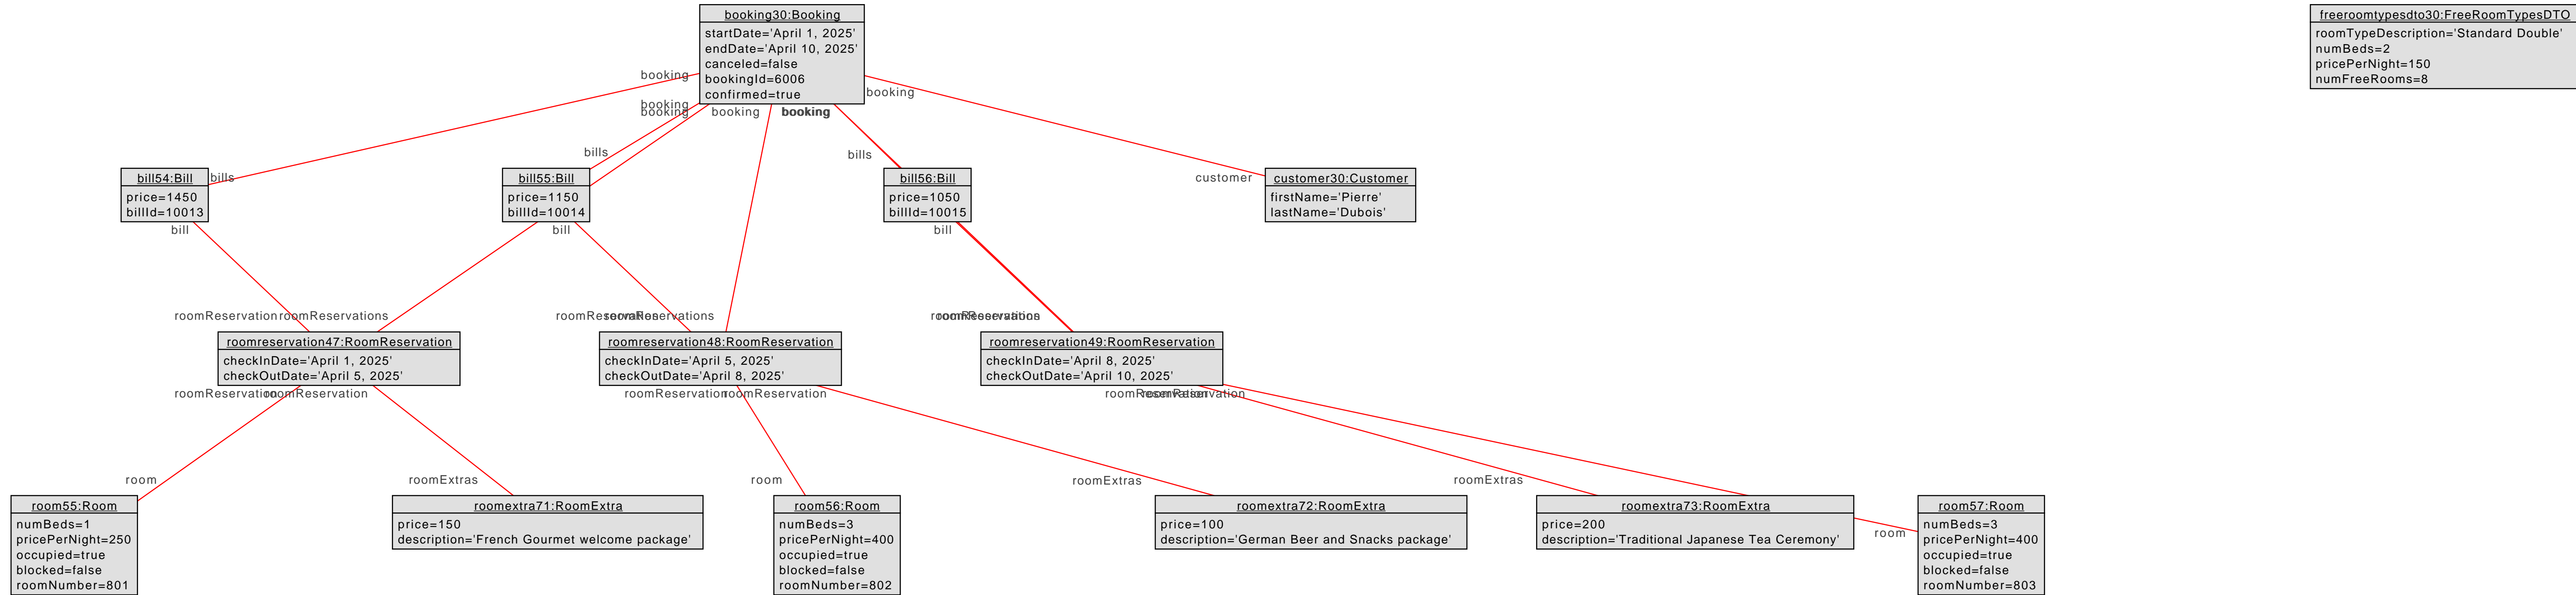 booking30:Booking
startDate='April 1, 2025'
endDate='April 10, 2025'
canceled=false
bookingId=6006
confirmed=true
freeroomtypesdto30:FreeRoomTypesDTO
roomTypeDescription='Standard Double'
numBeds=2
pricePerNight=150
numFreeRooms=8
booking
booking
booking
booking
booking
booking
booking
bills
bills
bills
customer
bill54:Bill
price=1450
billId=10013
bill55:Bill
price=1150
billId=10014
bill56:Bill
price=1050
billId=10015
customer30:Customer
firstName='Pierre'
lastName='Dubois'
bill
bill
bill
roomReservation
roomReservations
roomReservation
roomReservations
roomReservation
roomReservations
roomreservation47:RoomReservation
checkInDate='April 1, 2025'
checkOutDate='April 5, 2025'
roomreservation48:RoomReservation
checkInDate='April 5, 2025'
checkOutDate='April 8, 2025'
roomreservation49:RoomReservation
checkInDate='April 8, 2025'
checkOutDate='April 10, 2025'
roomReservation
roomReservation
roomReservation
roomReservation
roomReservation
roomReservation
room
roomExtras
room
roomExtras
roomExtras
room
room55:Room
numBeds=1
pricePerNight=250
occupied=true
blocked=false
roomNumber=801
roomextra71:RoomExtra
price=150
description='French Gourmet welcome package'
room56:Room
numBeds=3
pricePerNight=400
occupied=true
blocked=false
roomNumber=802
roomextra72:RoomExtra
price=100
description='German Beer and Snacks package'
roomextra73:RoomExtra
price=200
description='Traditional Japanese Tea Ceremony'
room57:Room
numBeds=3
pricePerNight=400
occupied=true
blocked=false
roomNumber=803